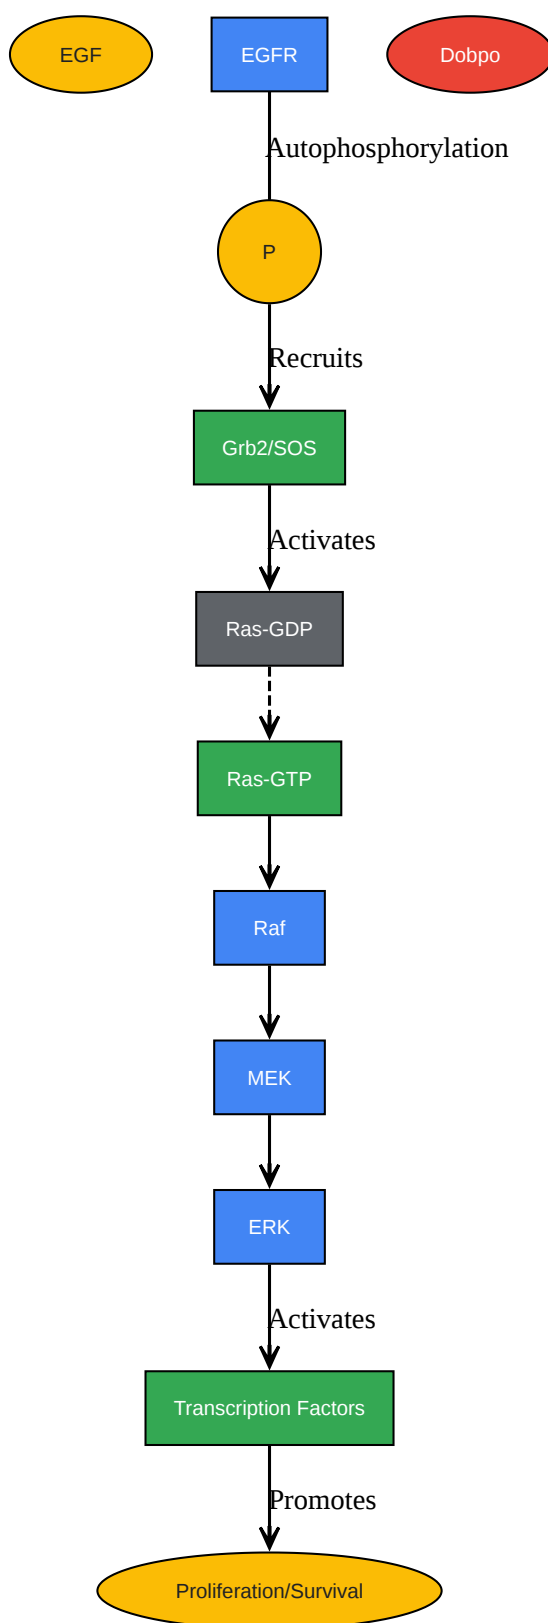 EGF
EGFR
Dobpo
Autophosphorylation
P
Recruits
Grb2/SOS
Activates
Ras-GDP
Ras-GTP
Raf
MEK
ERK
Activates
Transcription Factors
Promotes
Proliferation/Survival